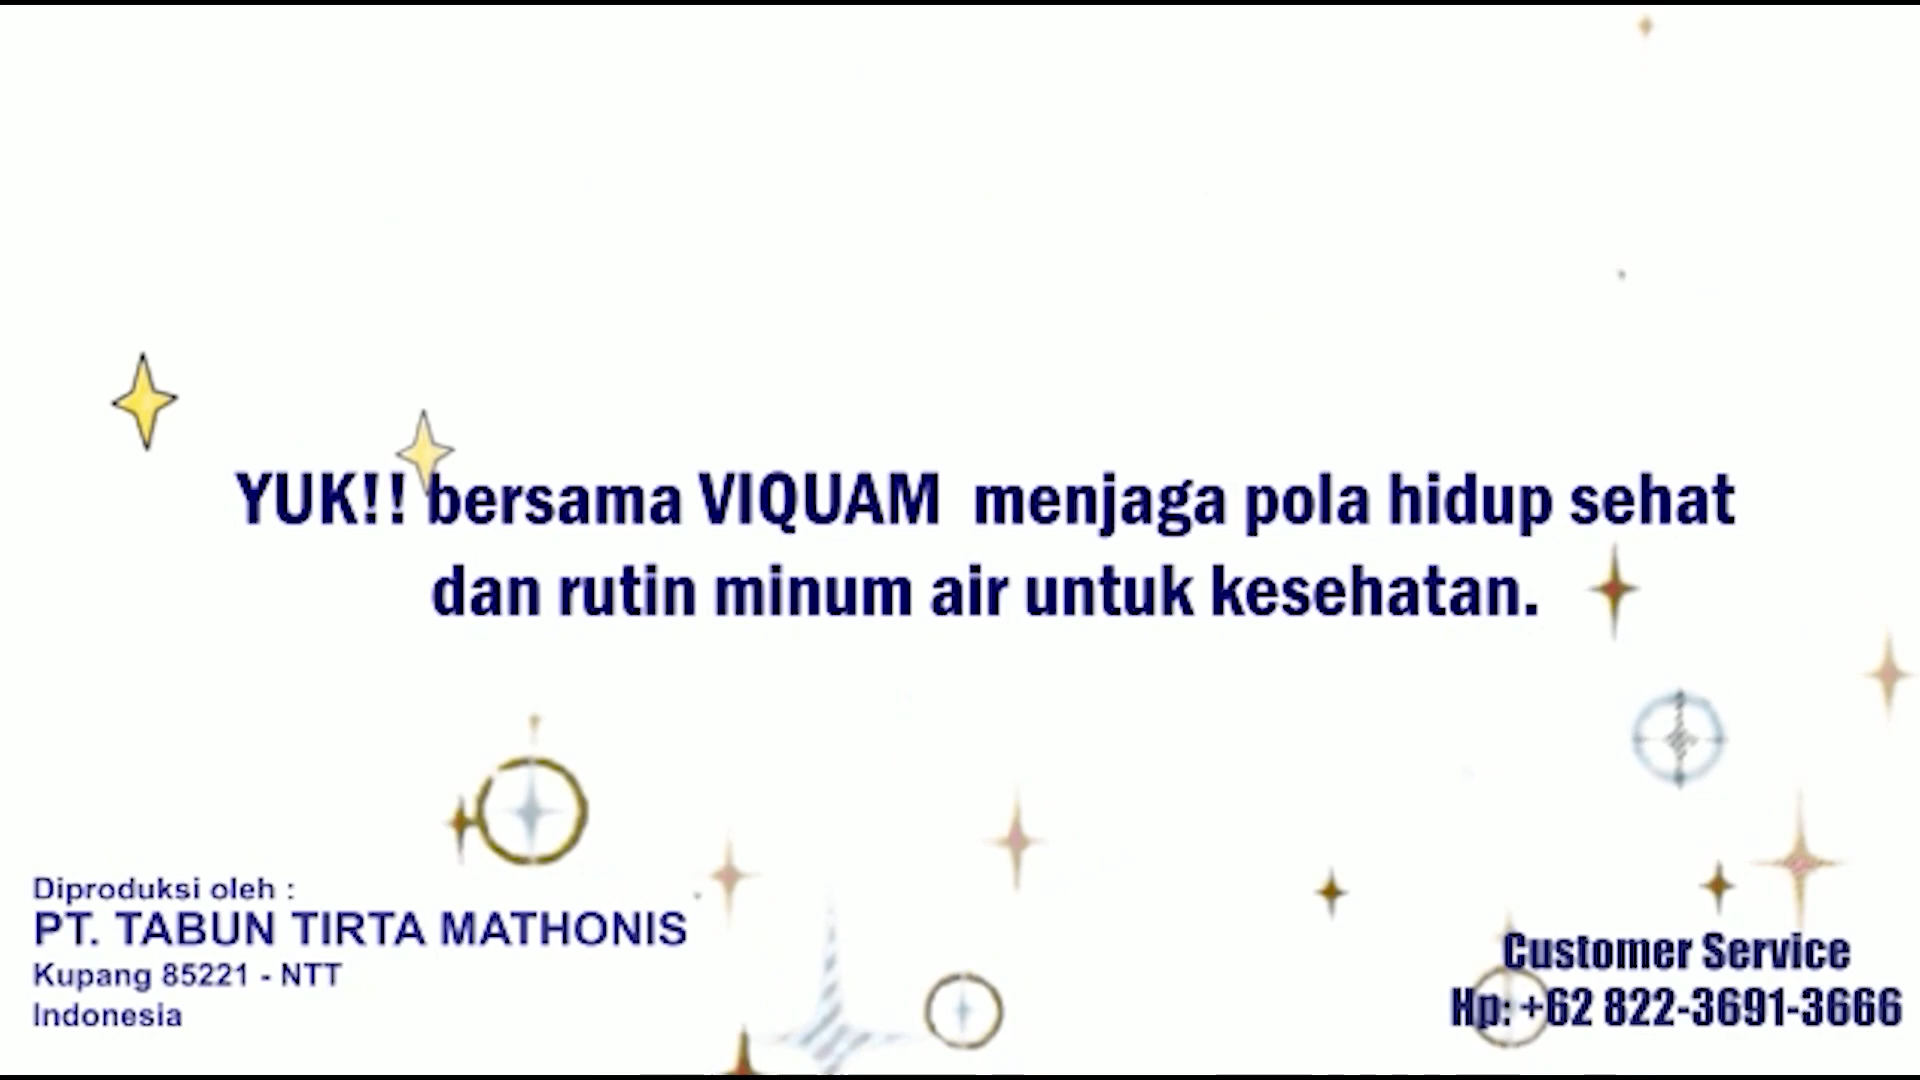 YUK!! bersama VIQUAM menjaga pola hidup sehat
dan rutin minum air untuk kesehatan.
Diproduksi oleh :
PT. TABUN TIRTA MATHONIS
Kupang 85221 - NTT
Indonesia
Customer Service
Hp: +62 822-3691-3666